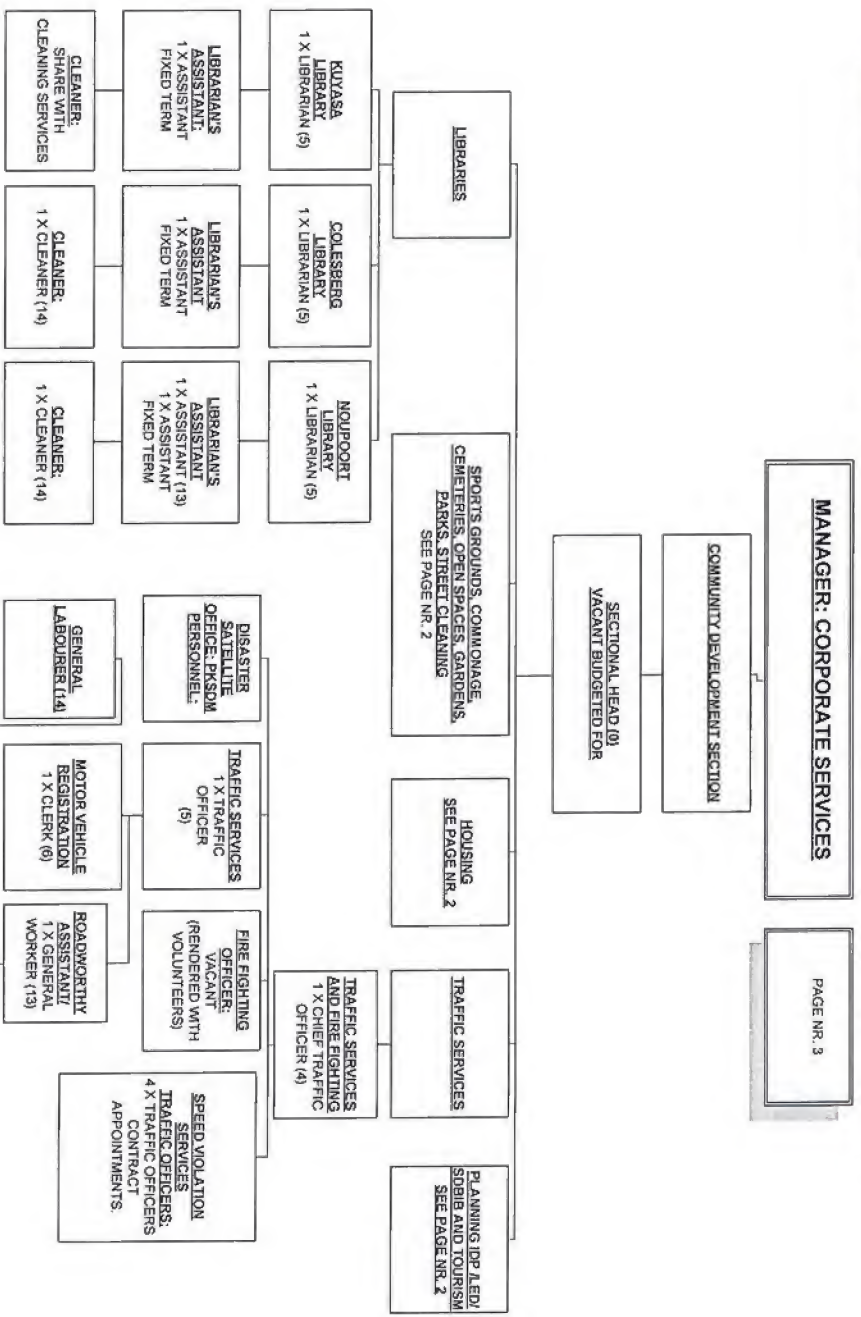 MANAGER: CORPORATE SERVICES
PAGE NR. 3
COMMUNITY DEVELOPMENT SECTION
SECTIONAL HEAD (0)
VACANT BUDGETED FOR
LIBRARIES
SPORTS GROUNDS, COMMONAGE,
CEMETERIES, OPEN SPACES, GARDENS,
PARKS, STREET CLEANING
SEE PAGE NR. 2
HOUSING
SEE PAGE NR. 2
TRAFFIC SERVICES
PLANNING IDP /LED/
SDBIB AND TOURISM
SEE PAGE NR. 2
KUYASA
LIBRARY
1 X LIBRARIAN (5)
COLESBERG
LIBRARY
1 X LIBRARIAN (5)
NOUPOORT
LIBRARY
1 X LIBRARIAN (5)
TRAFFIC SERVICES
AND FIRE FIGHTING
1 X CHIEF TRAFFIC
OFFICER (4)
LIBRARIAN'S
ASSISTANT:
1 X ASSISTANT
FIXED TERM
LIBRARIAN'S
ASSISTANT
1 X ASSISTANT
FIXED TERM
LIBRARIAN'S
ASSISTANT
1 X ASSISTANT (13)
1 X ASSISTANT
FIXED TERM
DISASTER
SATELLITE
OFFICE: PKSDM
PERSONNEL:
TRAFFIC SERVICES
1 X TRAFFIC
OFFICER
(5)
FIRE FIGHTING
OFFICER:
VACANT
(RENDERED WITH
VOLUNTEERS)
SPEED VIOLATION
SERVICES
TRAFFIC OFFICERS:
4 X TRAFFIC OFFICERS
CONTRACT
APPOINTMENTS.
CLEANER:
SHARE WITH
CLEANING SERVICES
CLEANER:
1 X CLEANER (14)
CLEANER:
1 X CLEANER (14)
GENERAL
LABOURER (14)
MOTOR VEHICLE
REGISTRATION
1 X CLERK (6)
ROADWORTHY
ASSISTANT/
1 X GENERAL
WORKER (13)